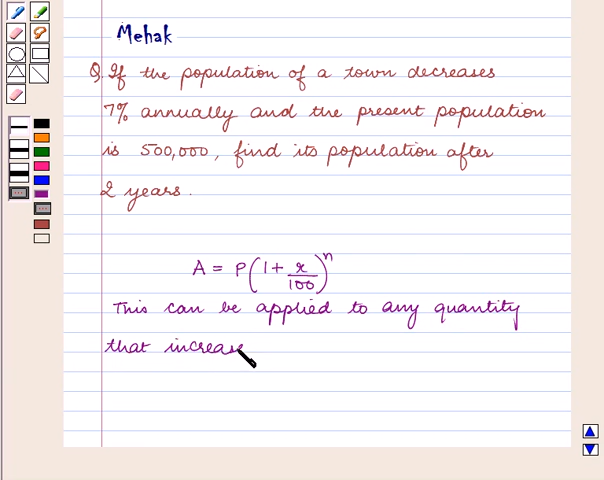 Mehak
Q. If the population of a town decreases
7% annually and the present population
is 500,000, find its population after
2 years.
A = P(1 + r/100)^n
This can be applied to any quantity
that increase